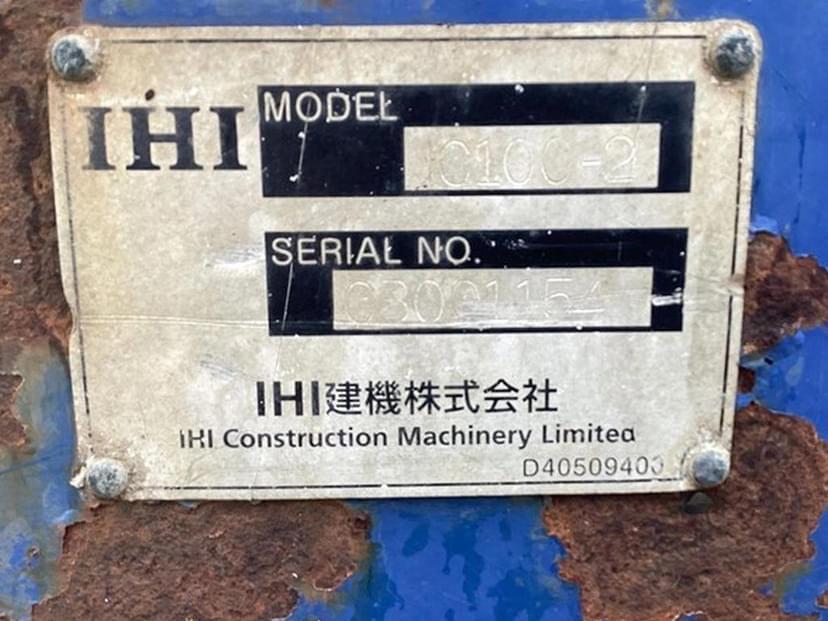 IHI
MODEL
IC100-2
SERIAL NO.
IHI建機株式会社
IHI Construction Machinery Limited
D40509400